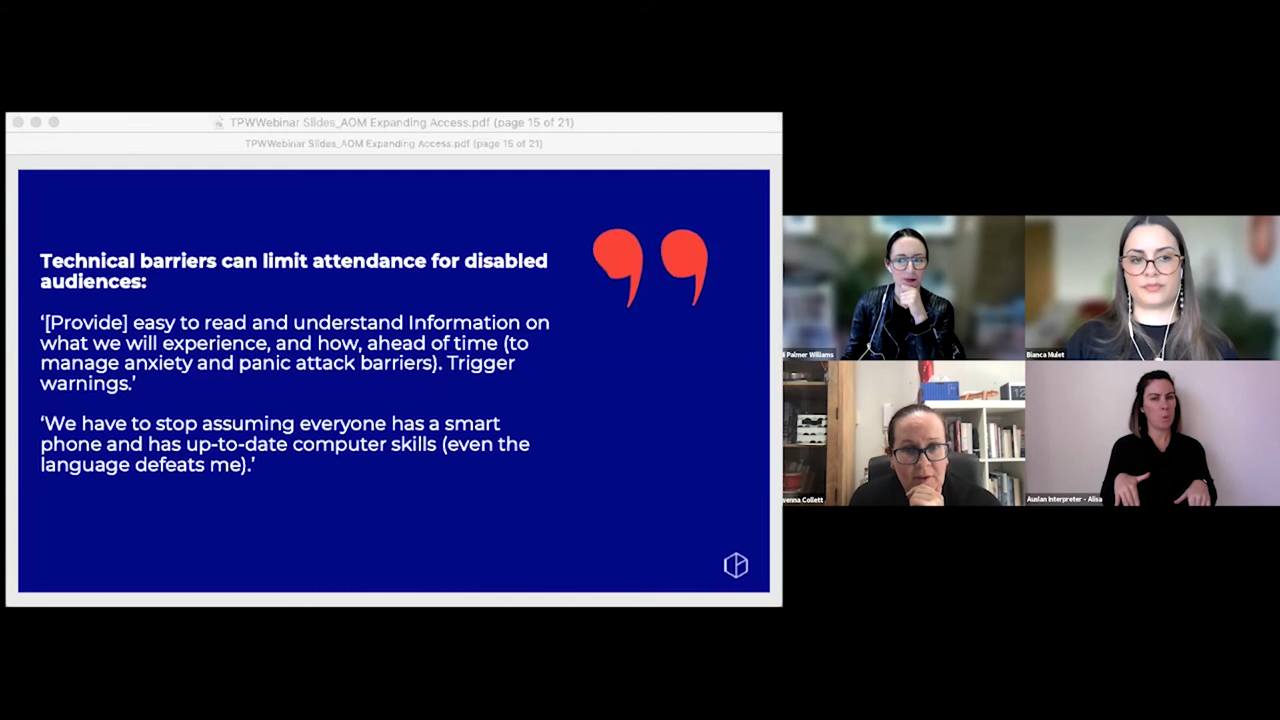 TPWWebinar Slides_AOM Expanding Access.pdf (page 15 of 21)
TPWWebinar Slides_AOM Expanding Access.pdf (page 15 of 21)
Technical barriers can limit attendance for disabled
audiences:
‘[Provide] easy to read and understand Information on
what we will experience, and how, ahead of time (to
manage anxiety and panic attack barriers). Trigger
warnings.’
‘We have to stop assuming everyone has a smart
phone and has up-to-date computer skills (even the
language defeats me).’
Palmer Williams
Bianca Mulet
Collett
Auslan Interpreter - Alisa